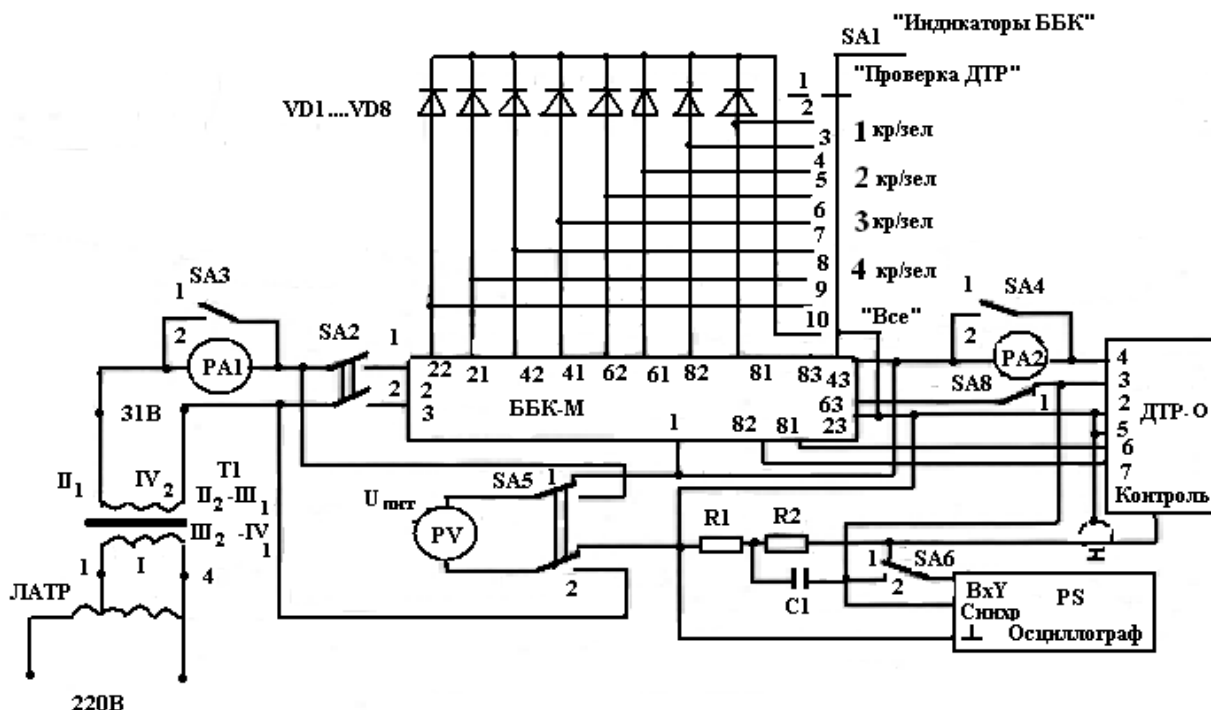 "Индикаторы ББК"
SA1
"Проверка ДТР"
1
2
VD1....VD8
3
1 кр/зел
4
5
2 кр/зел
6
3 кр/зел
7
8
4 кр/зел
9
"Все"
10
SA3
1
2
PA1
SA2
1
2
22 21 42 41 62 61 82 81 83
2
3
43
63
23
ББК-М
1 82 81
SA4
1
2
PA2
SA8
1
4
3
2
5
6
7
ДТР-О
Контроль
31В
II1 IV2 T1
II2-III1
III2 -IV1
1 I 4
ЛАТР
220В
U пит
PV
SA5
1
2
R1 R2
C1
SA6
1
2
H
ВхY PS
Синхр
⊥ Осциллограф